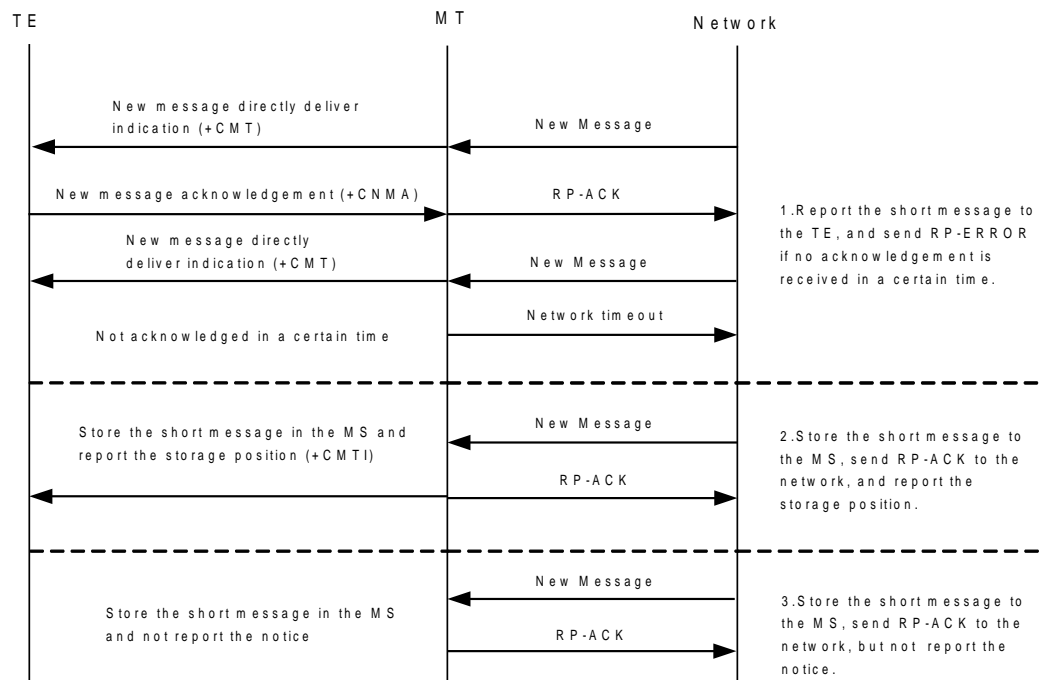 TE
MT
Network
New message directly deliver
indication (+CMT)
New Message
New message acknowledgement (+CNMA)
RP-ACK
1.Report the short message to
the TE, and send RP-ERROR
if no acknowledgement is
received in a certain time.
New message directly
deliver indication (+CMT)
New Message
Not acknowledged in a certain time
Network timeout
Store the short message in the MS and
report the storage position (+CMTI)
New Message
RP-ACK
2.Store the short message to
the MS, send RP-ACK to the
network, and report the
storage position.
Store the short message in the MS
and not report the notice
New Message
RP-ACK
3.Store the short message to
the MS, send RP-ACK to the
network, but not report the
notice.